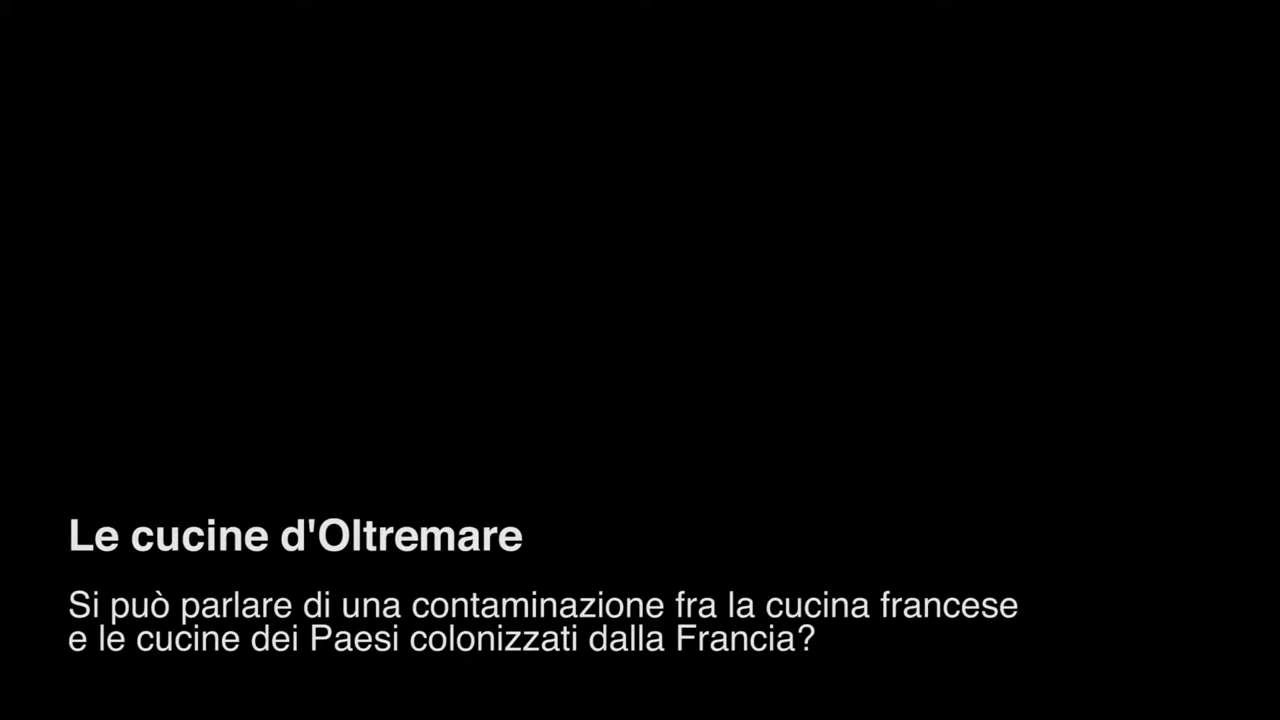 Le cucine d'Oltremare
Si può parlare di una contaminazione fra la cucina francese
e le cucine dei Paesi colonizzati dalla Francia?